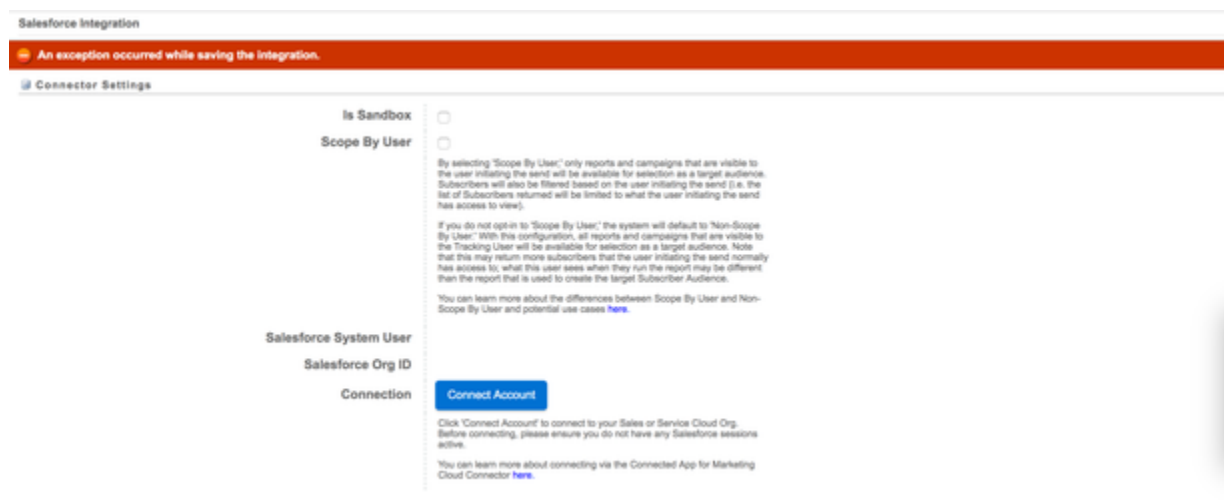 Salesforce Integration
An exception occurred while saving the integration.
Connector Settings
Is Sandbox
Scope By User
By selecting 'Scope By User,' only reports and campaigns that are visible to
the user initiating the send will be available for selection as a target audience.
Subscribers will also be filtered based on the user initiating the send (i.e. the
list of Subscribers returned will be limited to what the user initiating the send
has access to view).
If you do not opt-in to 'Scope By User,' the system will default to 'Non-Scope
By User.' With this configuration, all reports and campaigns that are visible to
the Tracking User will be available for selection as a target audience. Note
that this may return more subscribers that the user initiating the send normally
has access to; what this user sees when they run the report may be different
than the report that is used to create the target Subscriber Audience.
You can learn more about the differences between Scope By User and Non-
Scope By User and potential use cases here.
Salesforce System User
Salesforce Org ID
Connection
Connect Account
Click 'Connect Account' to connect to your Sales or Service Cloud Org.
Before connecting, please ensure you do not have any Salesforce sessions
active.
You can learn more about connecting via the Connected App for Marketing
Cloud Connector here.